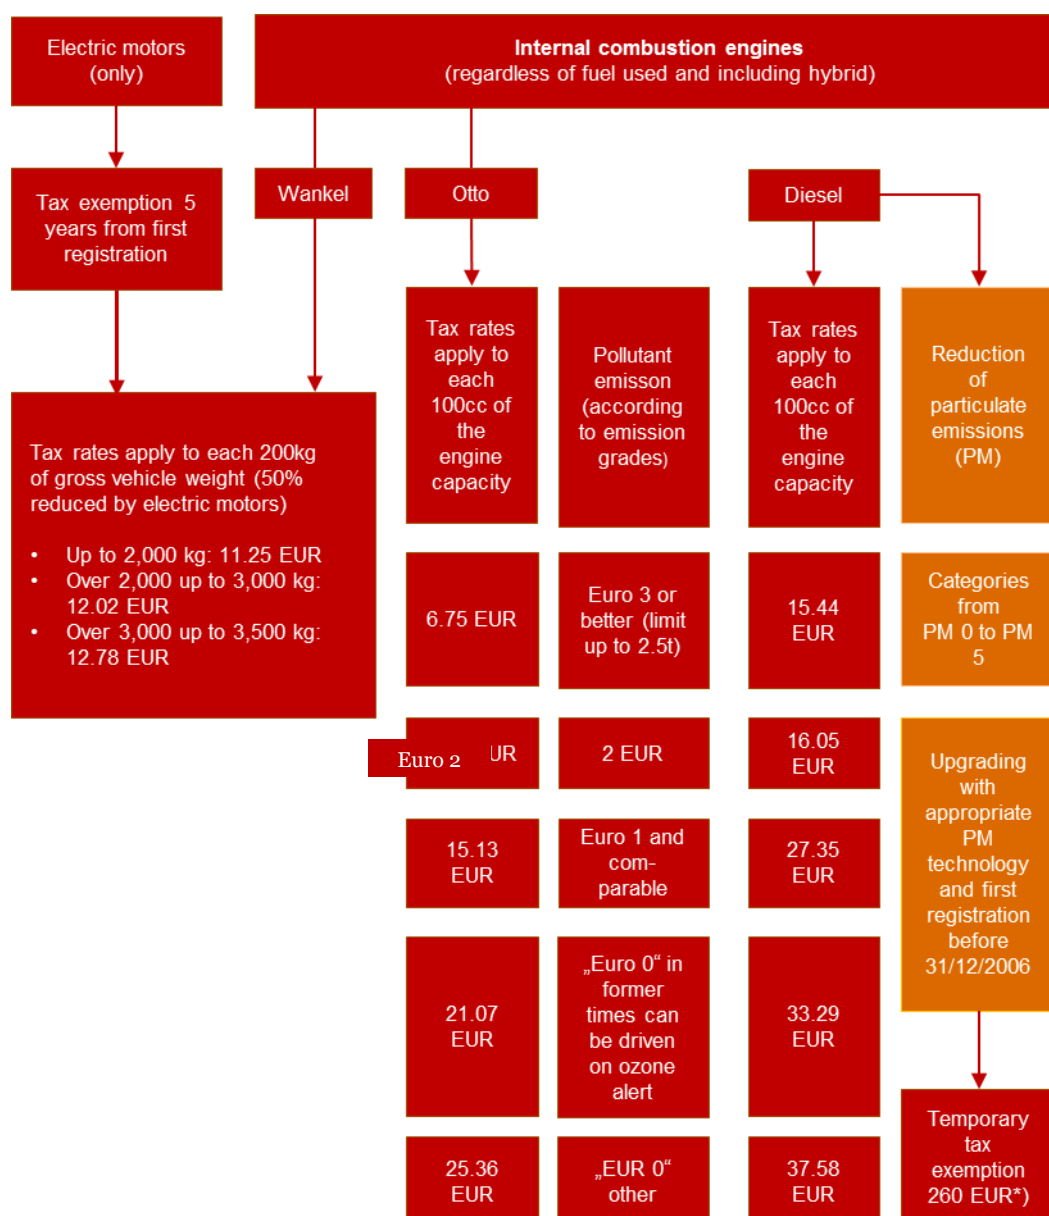 Electric motors
(only)
Internal combustion engines
(regardless of fuel used and including hybrid)
Tax exemption 5
years from first
registration
Wankel
Otto
Diesel
Tax rates apply to each 200kg
of gross vehicle weight (50%
reduced by electric motors)
• Up to 2,000 kg: 11.25 EUR
• Over 2,000 up to 3,000 kg:
12.02 EUR
• Over 3,000 up to 3,500 kg:
12.78 EUR
Tax rates
apply to
each
100cc of
the
engine
capacity
Pollutant
emisson
(according
to emission
grades)
Tax rates
apply to
each
100cc of
the
engine
capacity
Reduction
of
particulate
emissions
(PM)
6.75 EUR
Euro 3 or
better (limit
up to 2.5t)
15.44
EUR
Categories
from
PM 0 to PM
5
Euro 2
UR
2 EUR
16.05
EUR
Upgrading
with
appropriate
PM
technology
and first
registration
before
31/12/2006
15.13
EUR
Euro 1 and
com-
parable
27.35
EUR
21.07
EUR
„Euro 0“ in
former
times can
be driven
on ozone
alert
33.29
EUR
25.36
EUR
„EUR 0“
other
37.58
EUR
Temporary
tax
exemption
260 EUR*)